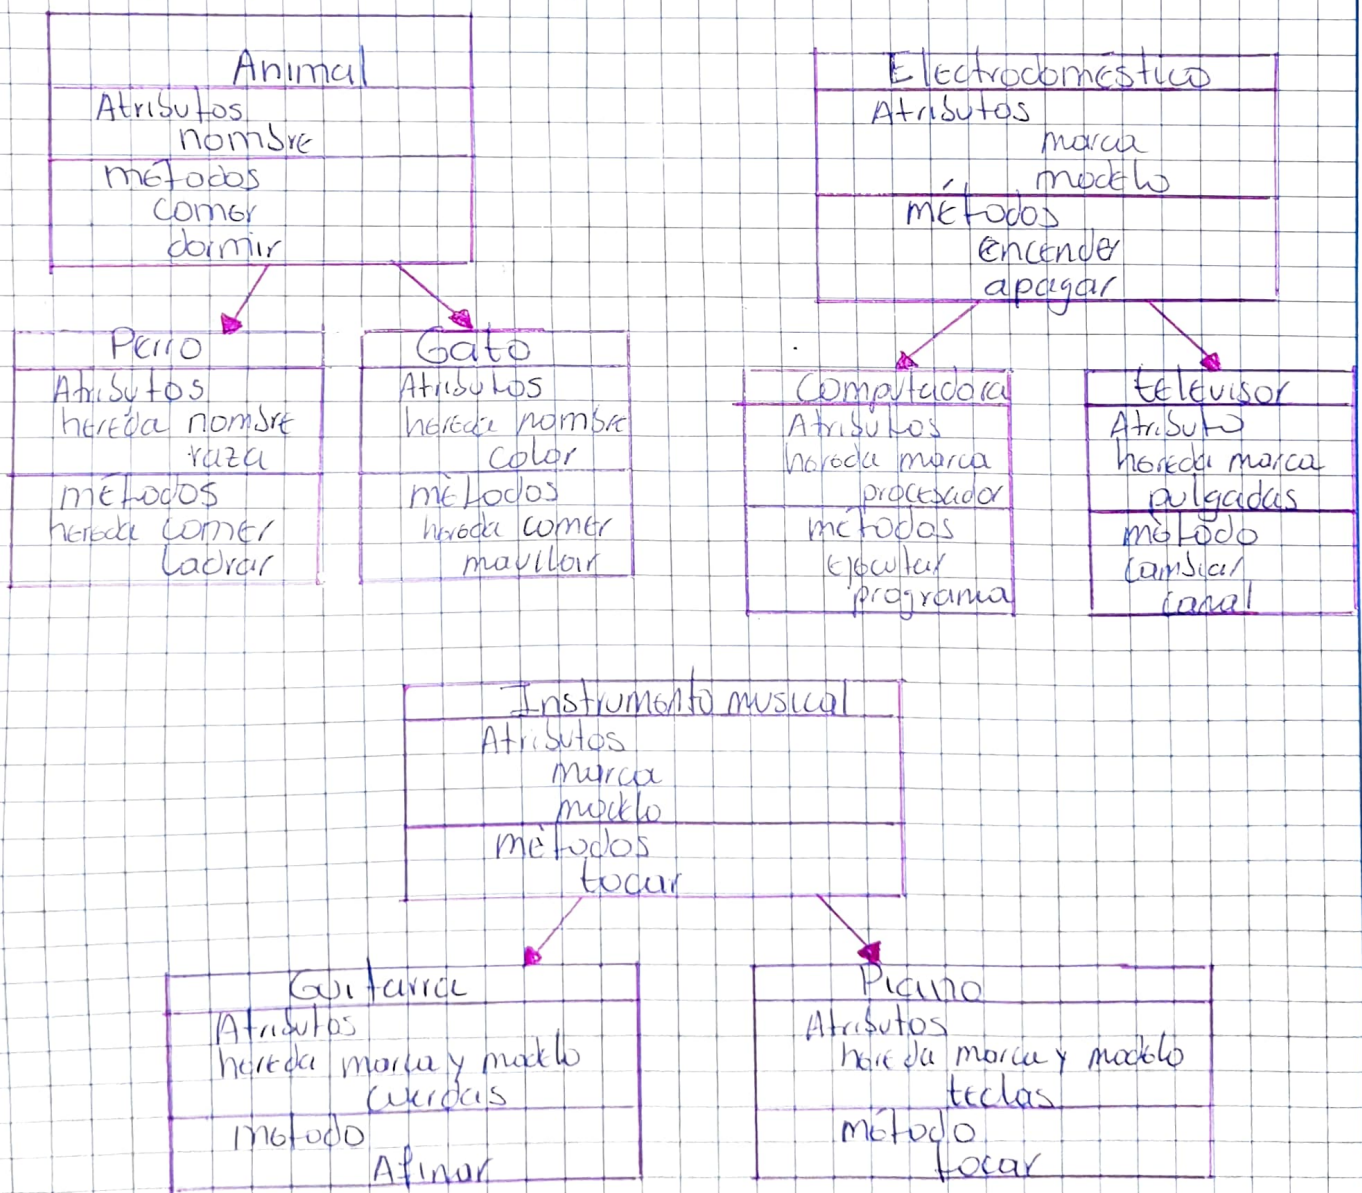 Animal
Atributos
nombre
métodos
comer
dormir
Perro
Atributos
hereda nombre
raza
métodos
hereda comer
Ladrar
Gato
Atributos
hereda nombre
color
métodos
hereda comer
maullar
Electrodoméstico
Atributos
marca
modelo
métodos
encender
apagar
Computadora
Atributos
hereda marca
procesador
métodos
ejecutar
programa
televisor
Atributo
hereda marca
pulgadas
método
cambiar
canal
Instrumento musical
Atributos
marca
modelo
métodos
tocar
Guitarra
Atributos
hereda marca y modelo
cuerdas
método
Afinar
Piano
Atributos
hereda marca y modelo
teclas
método
tocar